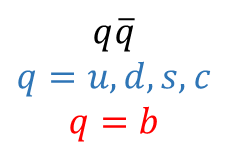 qq̄
q = u, d, s, c
q = b